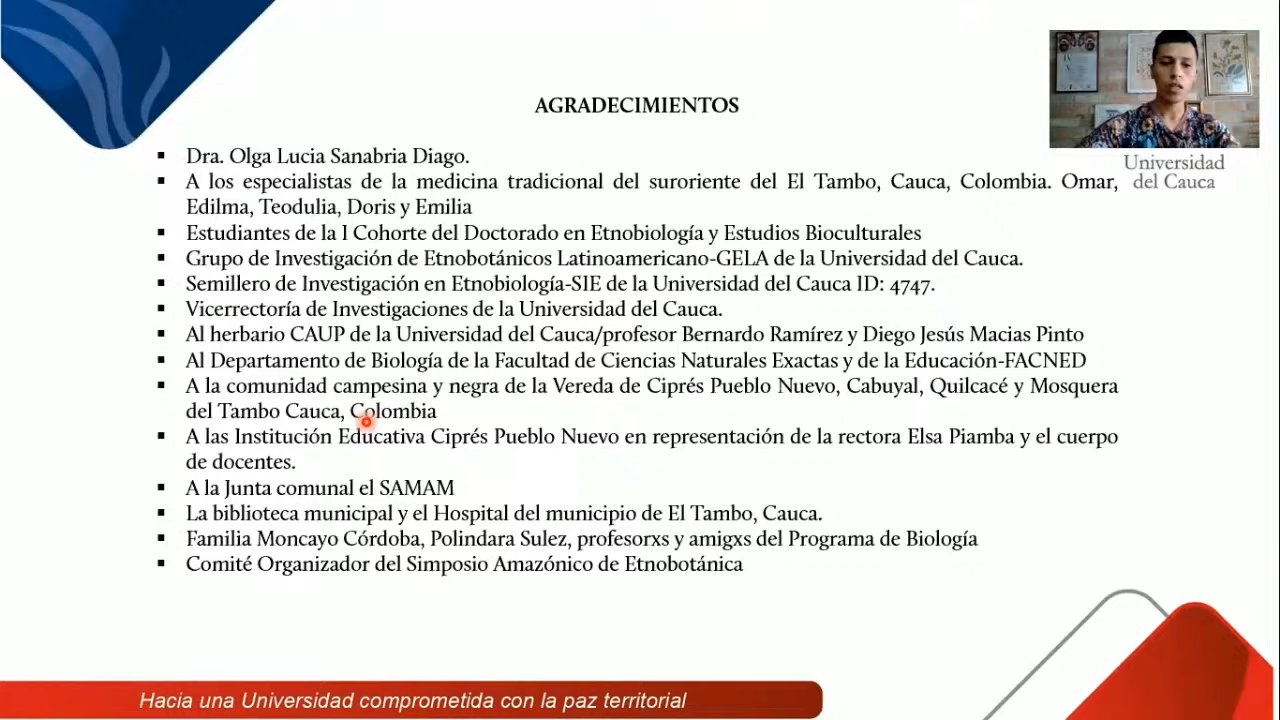 AGRADECIMIENTOS
▪ Dra. Olga Lucia Sanabria Diago.
▪ A los especialistas de la medicina tradicional del suroriente del El Tambo, Cauca, Colombia. Omar,
Edilma, Teodulia, Doris y Emilia
▪ Estudiantes de la I Cohorte del Doctorado en Etnobiología y Estudios Bioculturales
▪ Grupo de Investigación de Etnobotánicos Latinoamericano-GELA de la Universidad del Cauca.
▪ Semillero de Investigación en Etnobiología-SIE de la Universidad del Cauca ID: 4747.
▪ Vicerrectoría de Investigaciones de la Universidad del Cauca.
▪ Al herbario CAUP de la Universidad del Cauca/profesor Bernardo Ramírez y Diego Jesús Macias Pinto
▪ Al Departamento de Biología de la Facultad de Ciencias Naturales Exactas y de la Educación-FACNED
▪ A la comunidad campesina y negra de la Vereda de Ciprés Pueblo Nuevo, Cabuyal, Quilcacé y Mosquera
del Tambo Cauca, Colombia
▪ A las Institución Educativa Ciprés Pueblo Nuevo en representación de la rectora Elsa Piamba y el cuerpo
de docentes.
▪ A la Junta comunal el SAMAM
▪ La biblioteca municipal y el Hospital del municipio de El Tambo, Cauca.
▪ Familia Moncayo Córdoba, Polindara Sulez, profesorxs y amigxs del Programa de Biología
▪ Comité Organizador del Simposio Amazónico de Etnobotánica
Universidad
del Cauca
Hacia una Universidad comprometida con la paz territorial